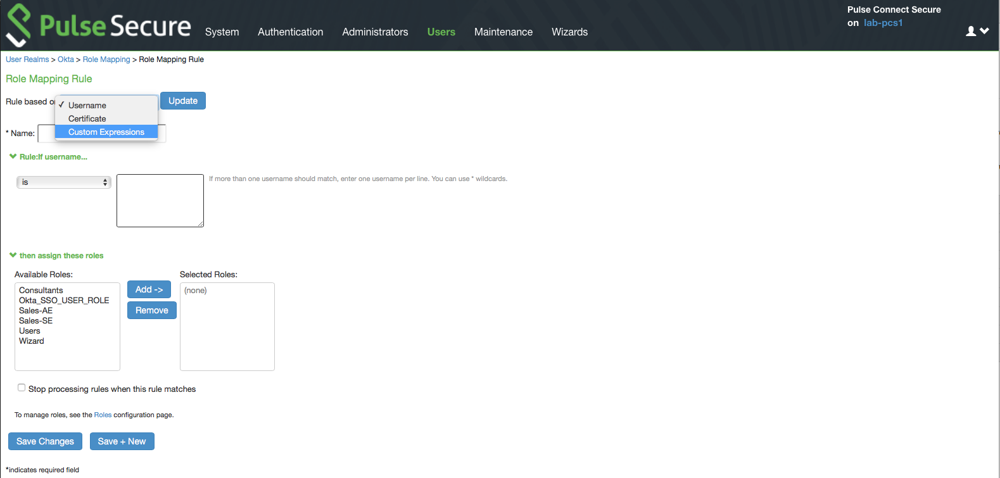 Pulse Secure
System Authentication Administrators Users Maintenance Wizards
Pulse Connect Secure
on lab-pcs1
User Realms > Okta > Role Mapping > Role Mapping Rule
Role Mapping Rule
Rule based o
✓ Username
Certificate
Custom Expressions
Update
* Name:
Rule:If username...
is
If more than one username should match, enter one username per line. You can use * wildcards.
then assign these roles
Available Roles:
Consultants
Okta_SSO_USER_ROLE
Sales-AE
Sales-SE
Users
Wizard
Add ->
Remove
Selected Roles:
(none)
Stop processing rules when this rule matches
To manage roles, see the Roles configuration page.
Save Changes Save + New
*indicates required field